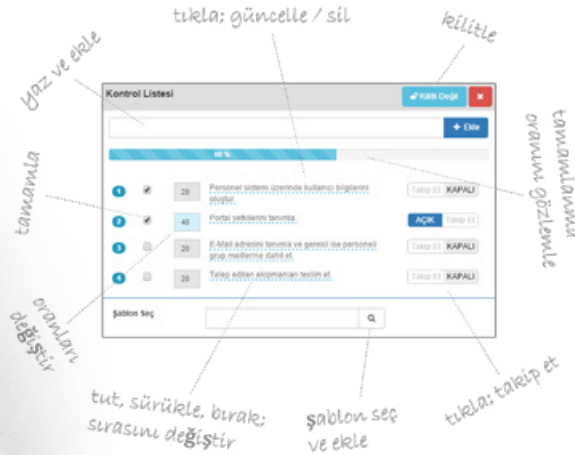 tıkla; güncelle / sil
kilitle
yaz ve ekle
Kontrol Listesi
Kilitli Değil
+ Ekle
60 %
tamamlanma
oranını gözlemle
tamamla
1 20 Personel sistemi üzerinde kullanıcı bilgilerini Takip Et KAPALI
oluştur.
2 40 Portal yetkilerini tanımla. AÇIK Takip Et
3 20 E-Mail adresini tanımla ve gerekli ise personeli Takip Et KAPALI
grup maillerine dahil et.
4 20 Talep edilen ekipmanları teslim et. Takip Et KAPALI
oranları
değiştir
Şablon Seç
tut, sürükle, bırak;
sırasını değiştir
şablon seç
ve ekle
tıkla; takip et